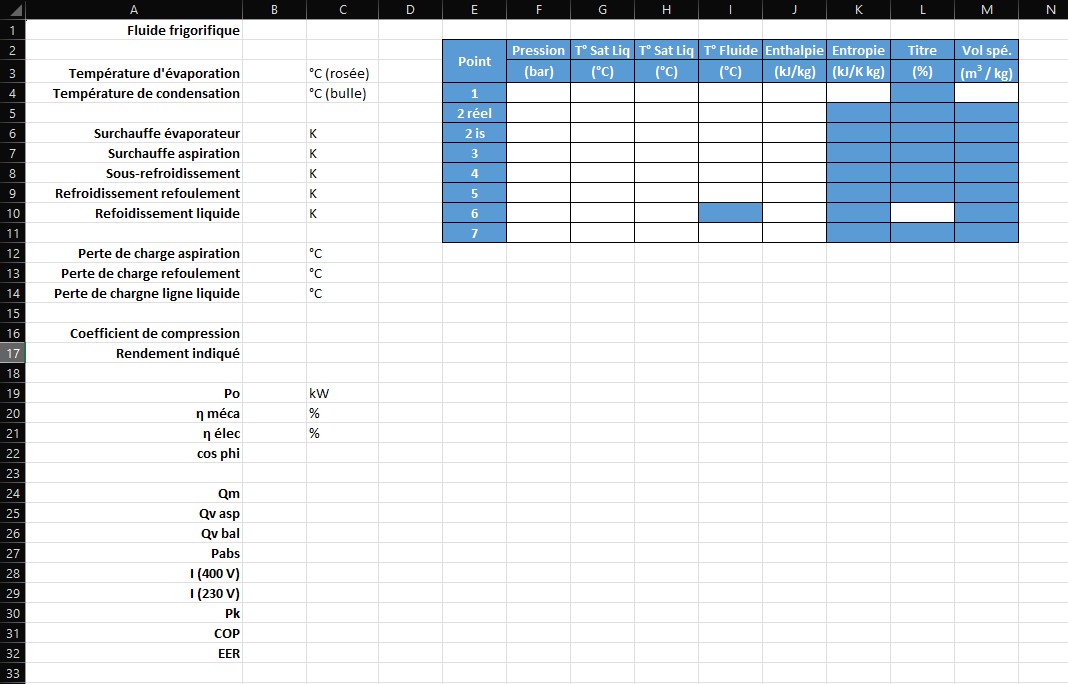 A B C D E F G H I J K L M N
1 Fluide frigorifique
2 Point Pression T° Sat Liq T° Sat Liq T° Fluide Enthalpie Entropie Titre Vol spé.
3 Température d'évaporation °C (rosée) (bar) (°C) (°C) (°C) (kJ/kg) (kJ/K kg) (%) (m³ / kg)
4 Température de condensation °C (bulle) 1
5 2 réel
6 Surchauffe évaporateur K 2 is
7 Surchauffe aspiration K 3
8 Sous-refroidissement K 4
9 Refroidissement refoulement K 5
10 Refoidissement liquide K 6
11 7
12 Perte de charge aspiration °C
13 Perte de charge refoulement °C
14 Perte de chargne ligne liquide °C
15
16 Coefficient de compression
17 Rendement indiqué
18
19 Po kW
20 η méca %
21 η élec %
22 cos phi
23
24 Qm
25 Qv asp
26 Qv bal
27 Pabs
28 I (400 V)
29 I (230 V)
30 Pk
31 COP
32 EER
33